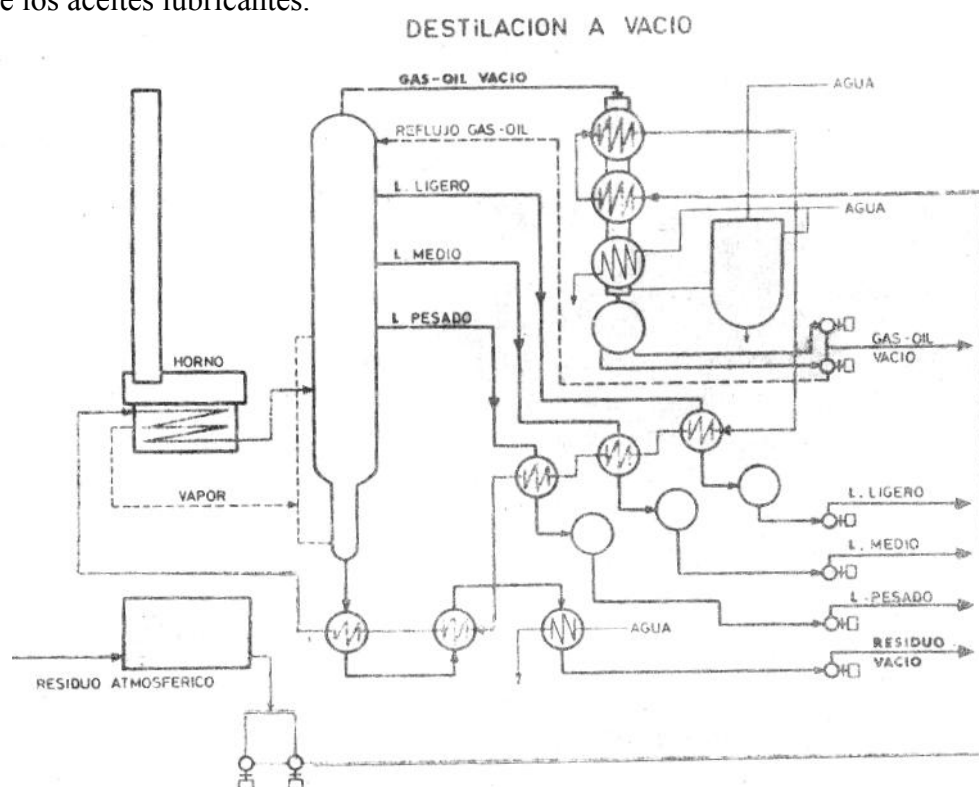 e los aceites lubricantes.
DESTiLACION A VACIO
GAS-OIL VACIO
AGUA
REFLUJO GAS-OIL
L. LIGERO
AGUA
L MEDIO
L PESADO
GAS-OIL
VACIO
HORNO
VAPOR
L. LIGERO
L. MEDIO
L-PESADO
AGUA
RESIDUO
VACIO
RESIDUO ATMOSFERICO